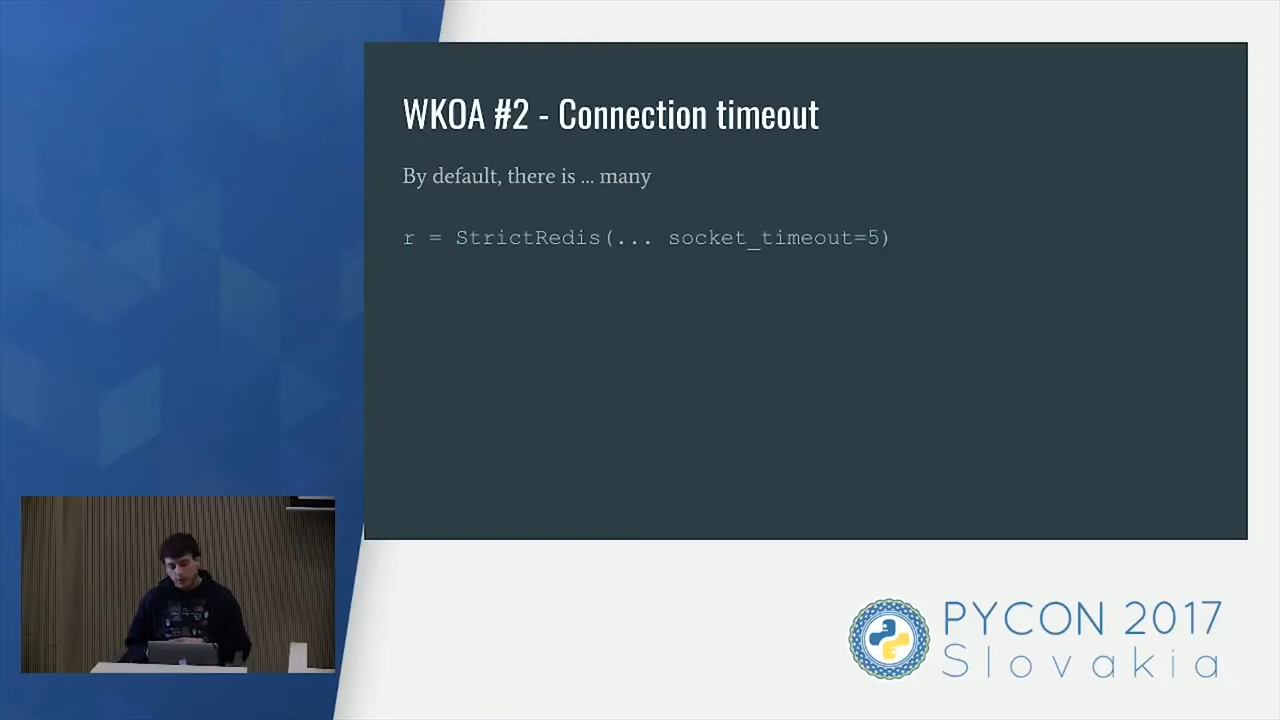 WKOA #2 - Connection timeout
By default, there is ... many
r = StrictRedis(... socket_timeout=5)
PYCON 2017
Slovakia